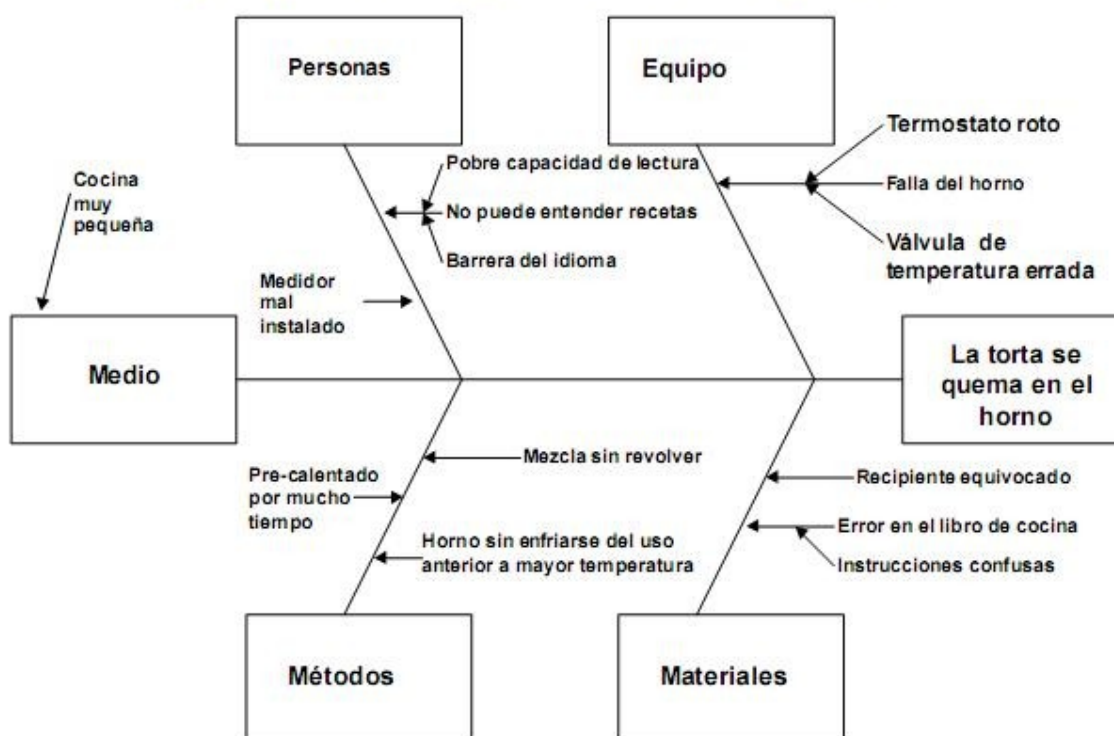 Personas
Equipo
Termostato roto
Pobre capacidad de lectura
Cocina
muy
pequeña
Falla del horno
No puede entender recetas
Válvula de
temperatura errada
Barrera del idioma
Medidor
mal
instalado
Medio
La torta se
quema en el
horno
Mezcla sin revolver
Pre-calentado
por mucho
tiempo
Recipiente equivocado
Error en el libro de cocina
Horno sin enfriarse del uso
anterior a mayor temperatura
Instrucciones confusas
Métodos
Materiales